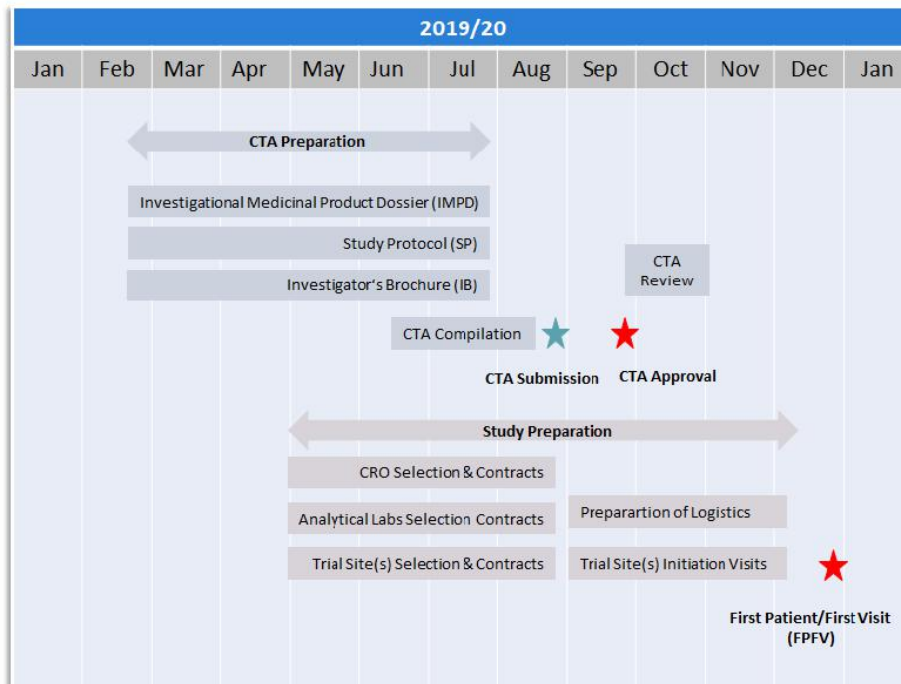 2019/20
Jan Feb Mar Apr May Jun Jul Aug Sep Oct Nov Dec Jan
CTA Preparation
Investigational Medicinal Product Dossier (IMPD)
Study Protocol (SP)
CTA
Review
Investigator's Brochure (IB)
CTA Compilation
CTA Submission
CTA Approval
Study Preparation
CRO Selection & Contracts
Analytical Labs Selection Contracts
Preparartion of Logistics
Trial Site(s) Selection & Contracts
Trial Site(s) Initiation Visits
First Patient/First Visit
(FPFV)